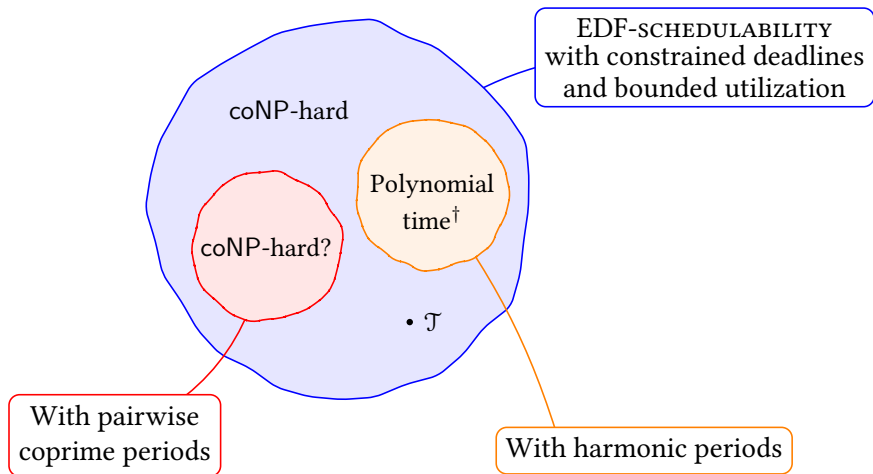 EDF-SCHEDULABILITY
with constrained deadlines
and bounded utilization
coNP-hard
Polynomial
time†
coNP-hard?
• 𝒯
With pairwise
coprime periods
With harmonic periods